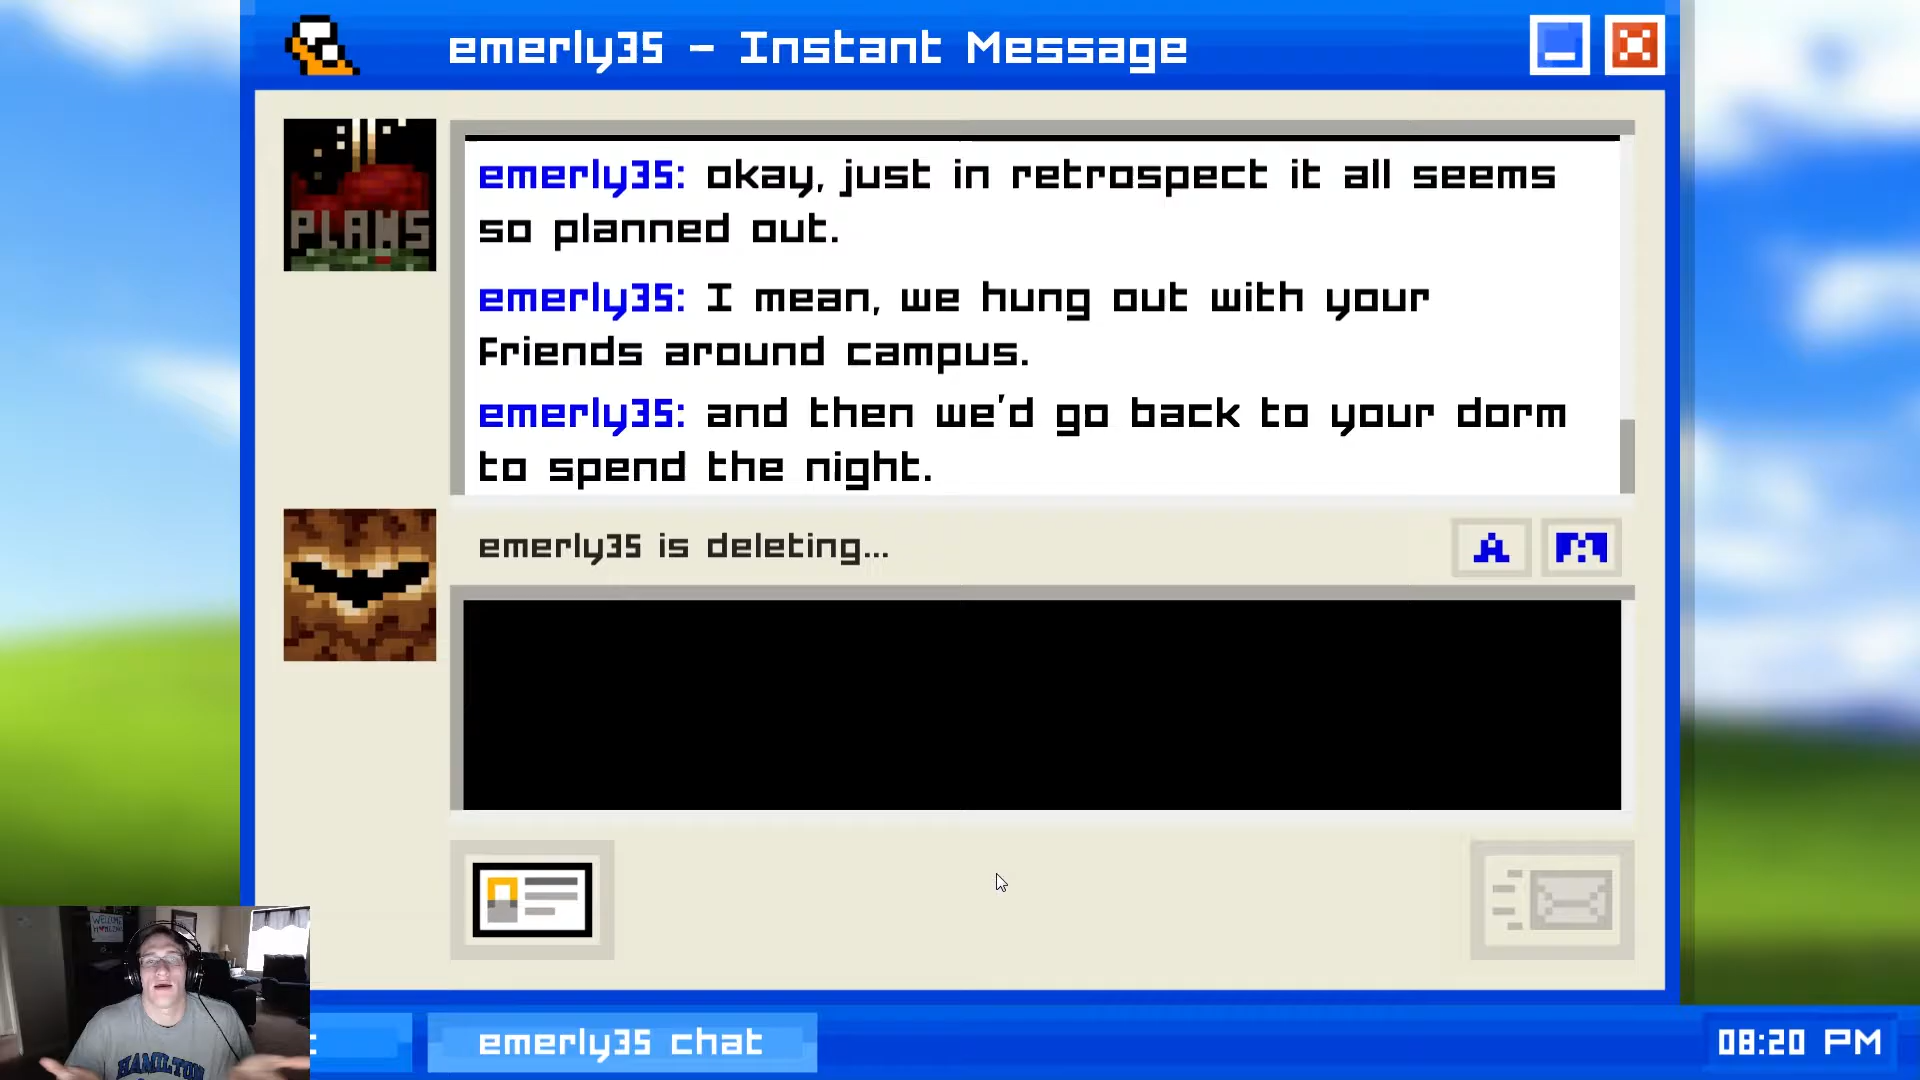 emerly35 – Instant Message
PLANS
emerly35: okay, just in retrospect it all seems
so planned out.
emerly35: I mean, we hung out with your
Friends around campus.
emerly35: and then we'd go back to your dorm
to spend the night.
emerly35 is deleting...
A
WELCOME
HAMILTON
emerly35 chat
08:20 PM